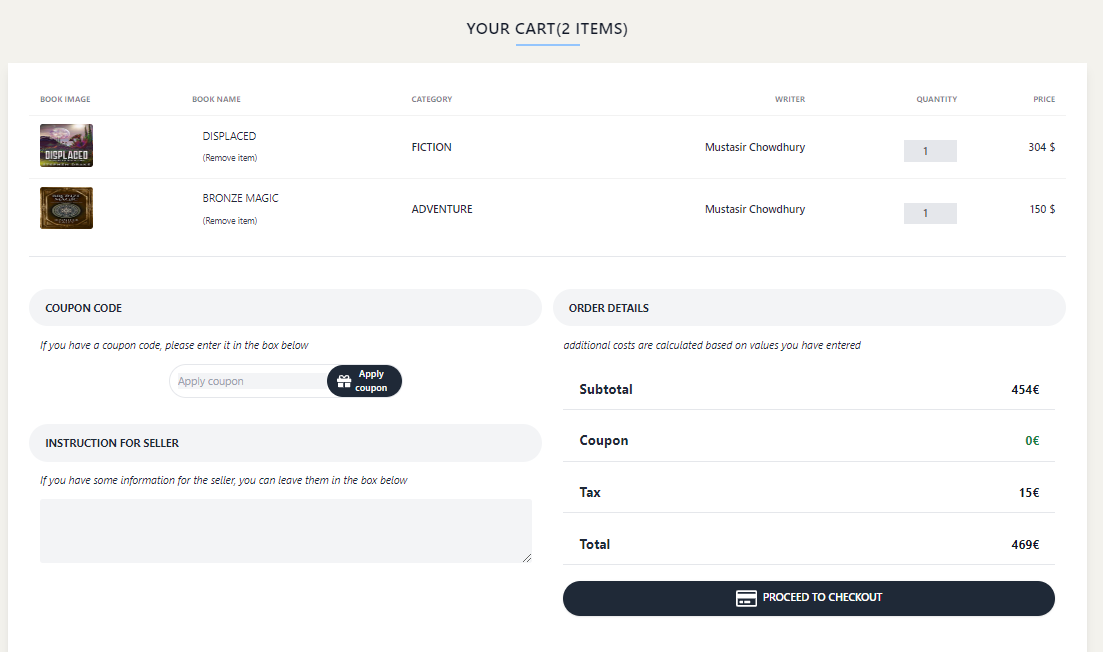 YOUR CART(2 ITEMS)
BOOK IMAGE BOOK NAME CATEGORY WRITER QUANTITY PRICE
DISPLACED
DISPLACED
(Remove item)
FICTION Mustasir Chowdhury 1 304 $
BRONZE MAGIC
(Remove item)
ADVENTURE Mustasir Chowdhury 1 150 $
COUPON CODE
If you have a coupon code, please enter it in the box below
Apply coupon
Apply
coupon
INSTRUCTION FOR SELLER
If you have some information for the seller, you can leave them in the box below
ORDER DETAILS
additional costs are calculated based on values you have entered
Subtotal 454€
Coupon 0€
Tax 15€
Total 469€
PROCEED TO CHECKOUT